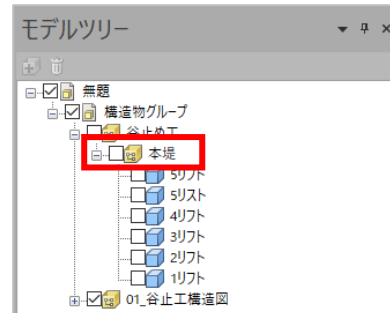 モデルツリー
無題
構造物グループ
谷止め工
本堤
5リフト
5リスト
4リフト
3リフト
2リフト
1リフト
01_谷止工構造図